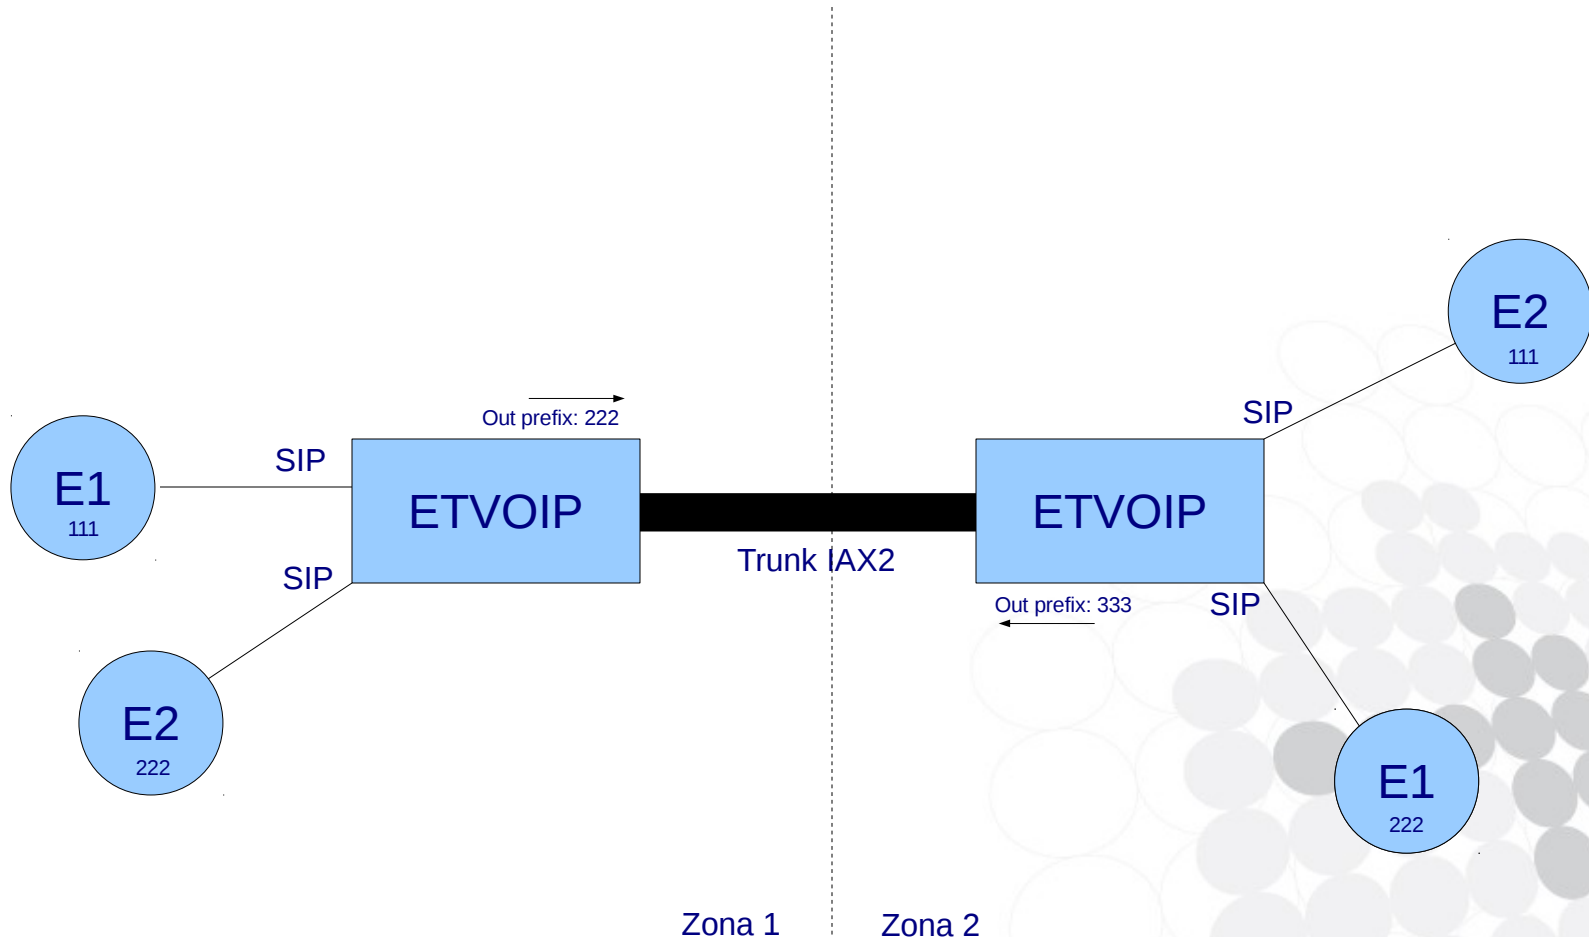 E2
111
Out prefix: 222
SIP
SIP
E1
111
ETVOIP
ETVOIP
Trunk IAX2
SIP
Out prefix: 333
SIP
E2
222
E1
222
Zona 1
Zona 2